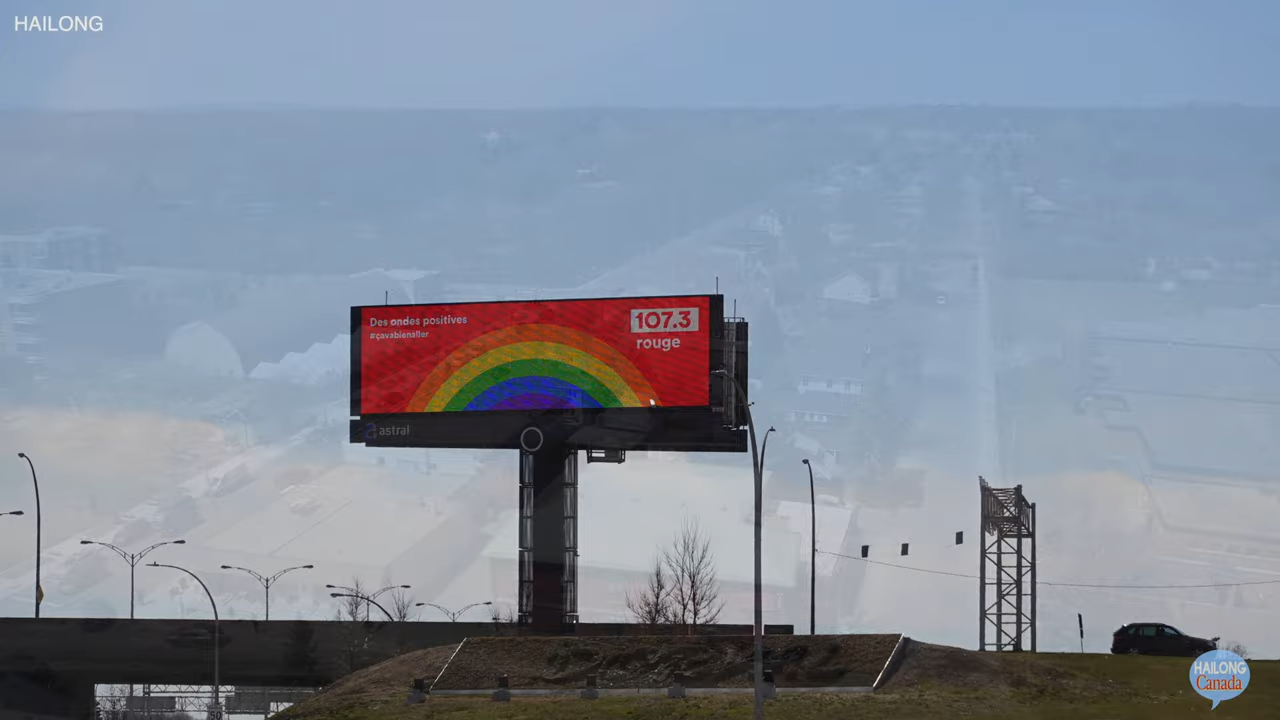 HAILONG
Des ondes positives
#çavabienaller
107.3
rouge
astral
HAILONG
Canada